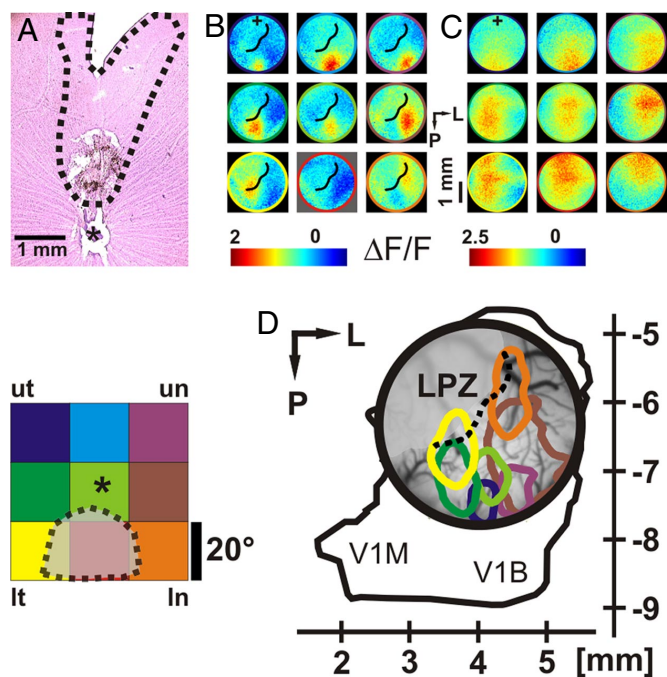 A
*
1 mm
B
+
2 0
ΔF/F
C
+
L
P
1 mm
2.5 0
ut un
*
20°
lt ln
D
L
P
LPZ
V1M
V1B
-5
-6
-7
-8
-9
2 3 4 5 [mm]